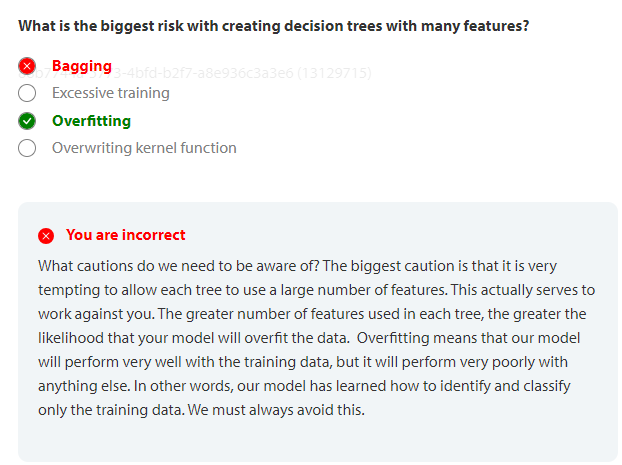 What is the biggest risk with creating decision trees with many features?
Bagging
3-4bfd-b2f7-a8e936c3a3e6 (13129715)
Excessive training
Overfitting
Overwriting kernel function
You are incorrect
What cautions do we need to be aware of? The biggest caution is that it is very
tempting to allow each tree to use a large number of features. This actually serves to
work against you. The greater number of features used in each tree, the greater the
likelihood that your model will overfit the data.  Overfitting means that our model
will perform very well with the training data, but it will perform very poorly with
anything else. In other words, our model has learned how to identify and classify
only the training data. We must always avoid this.